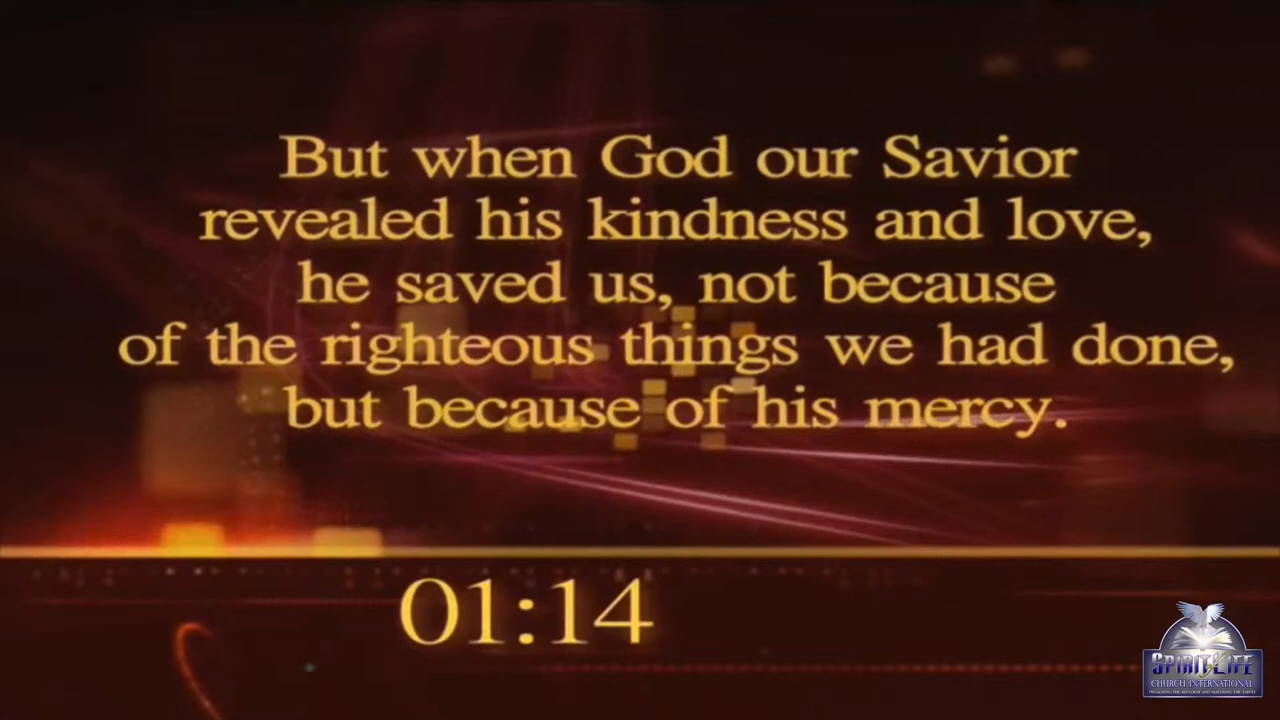 But when God our Savior
revealed his kindness and love,
he saved us, not because
of the righteous things we had done,
but because of his mercy.
01:14
SPIRIT LIFE
CHURCH INTERNATIONAL